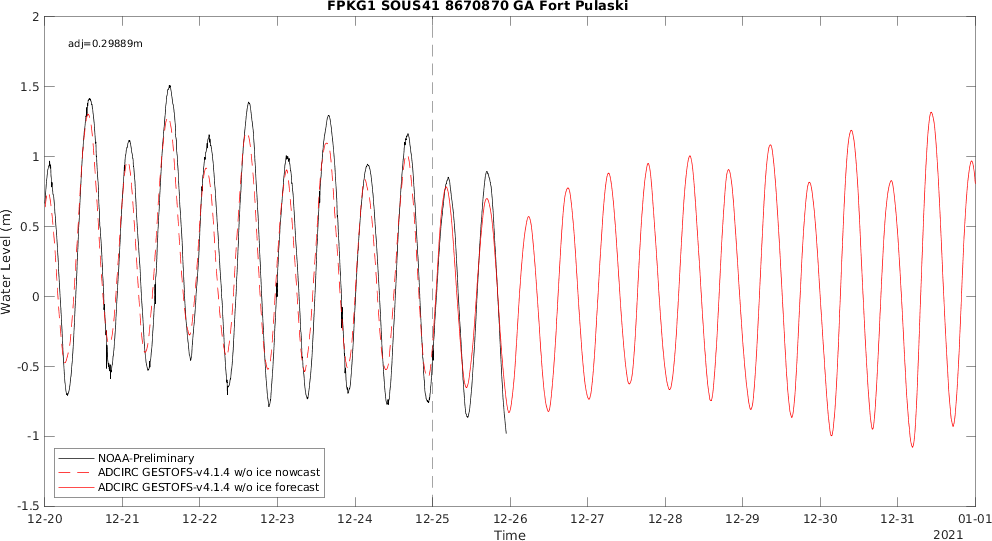 FPKG1 SOUS41 8670870 GA Fort Pulaski
adj=0.29889m
2
1.5
1
0.5
0
-0.5
-1
-1.5
Water Level (m)
NOAA-Preliminary
ADCIRC GESTOFS-v4.1.4 w/o ice nowcast
ADCIRC GESTOFS-v4.1.4 w/o ice forecast
12-20 12-21 12-22 12-23 12-24 12-25 12-26 12-27 12-28 12-29 12-30 12-31 01-01
Time
2021